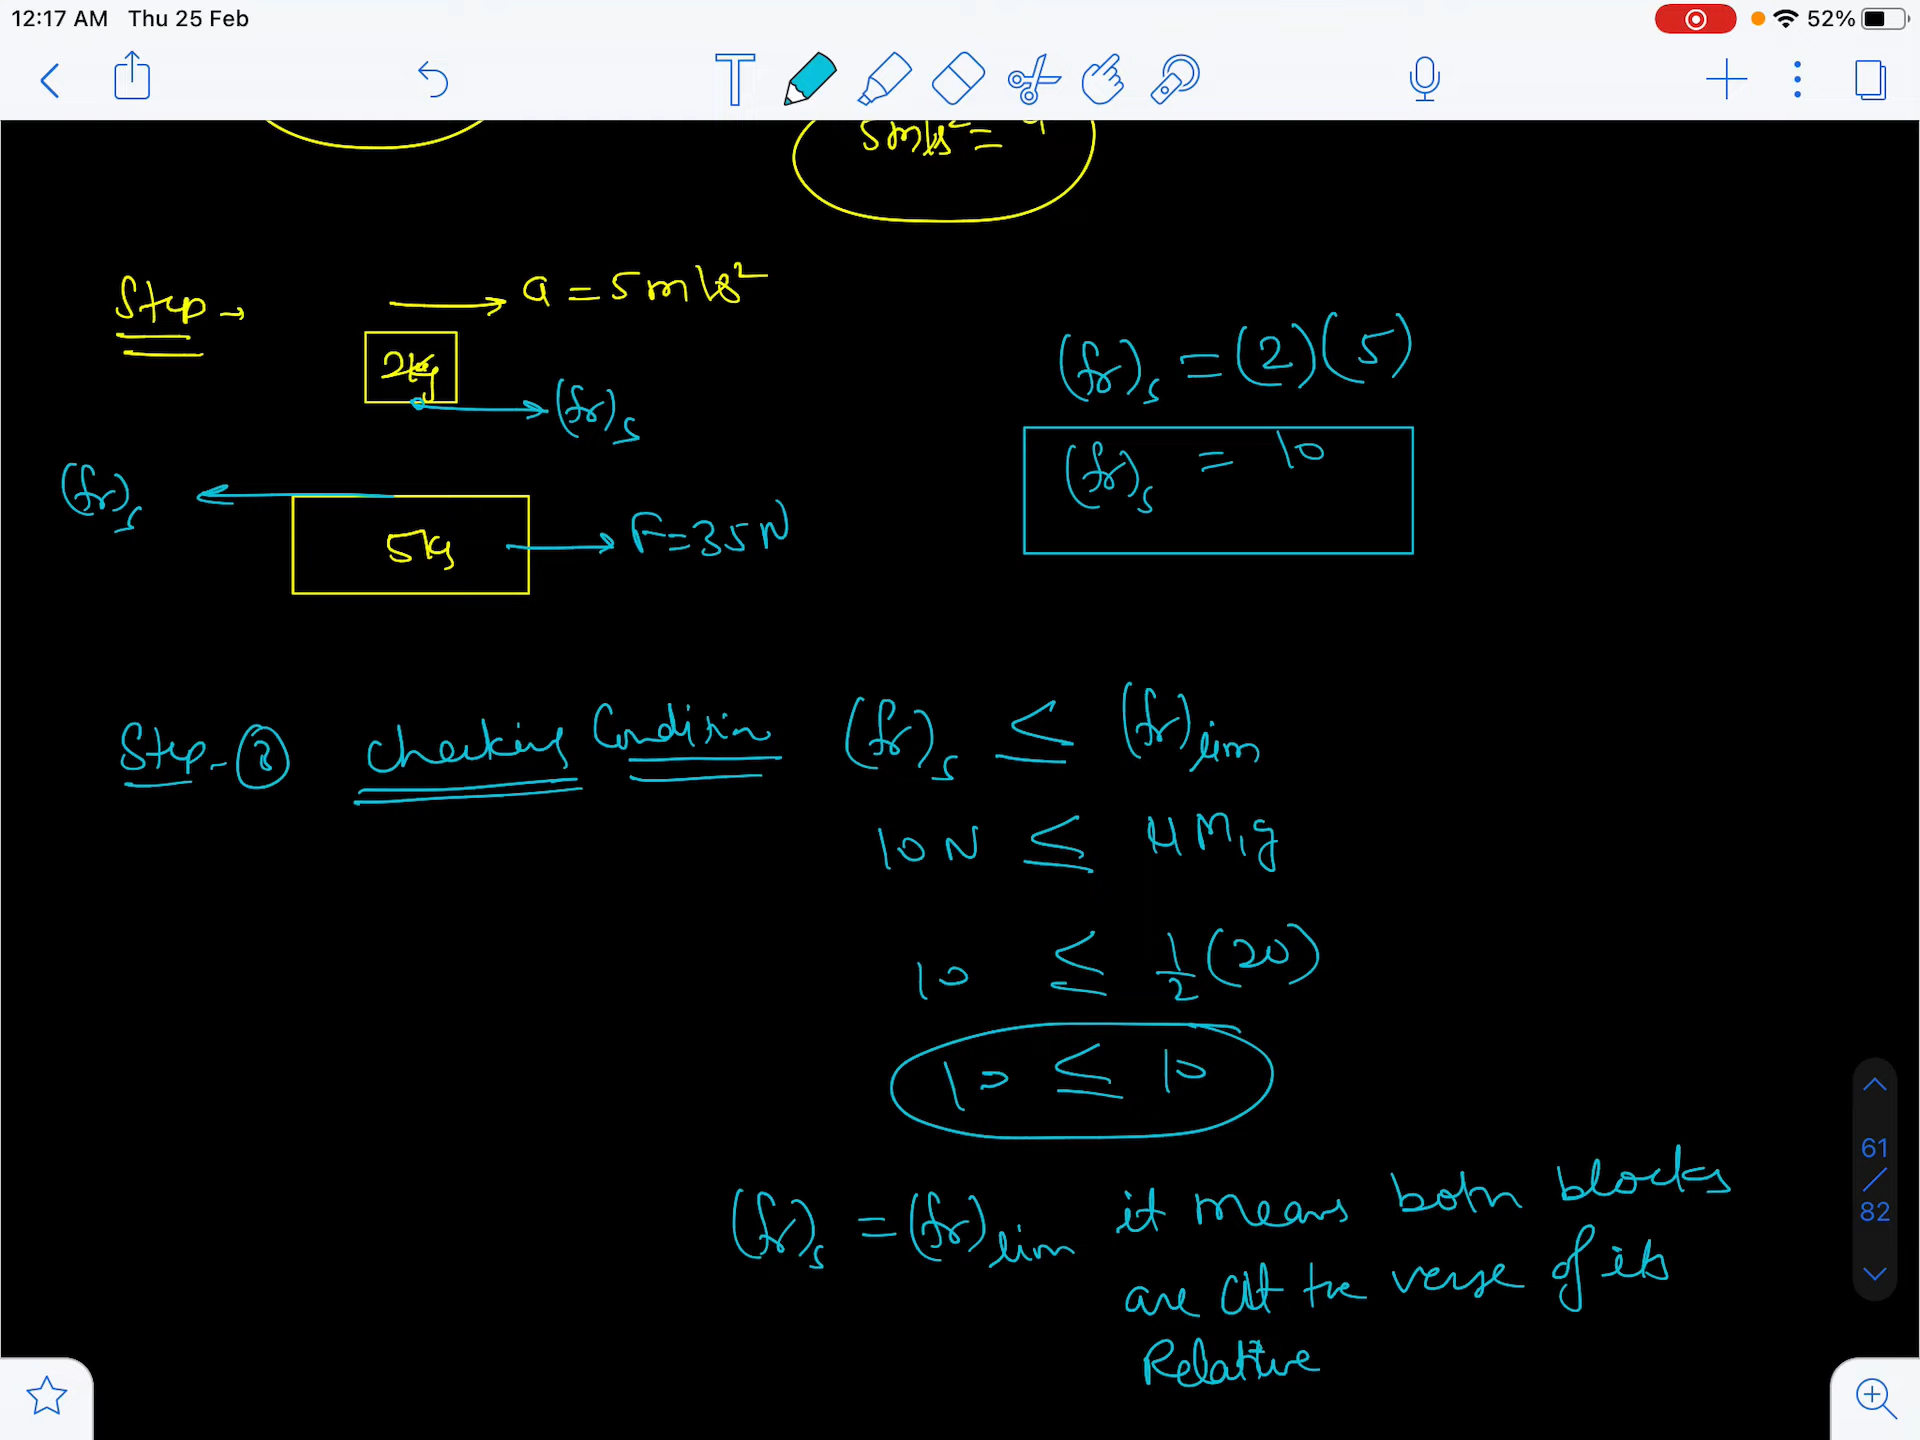 12:17 AM Thu 25 Feb
52%
T
5m/s² = a
Step → a = 5m/s²
2kg
(fr)s = (2)(5)
(fr)s
(fr)s = 10
(fr)s
5kg
F=35N
Step-③ checking Condition (fr)s ≤ (fr)lim
10N ≤ μM₁g
10 ≤ 1/2 (20)
10 ≤ 10
(fr)s = (fr)lim it means both blocks
are at the verge of its
Relative
61
/
82